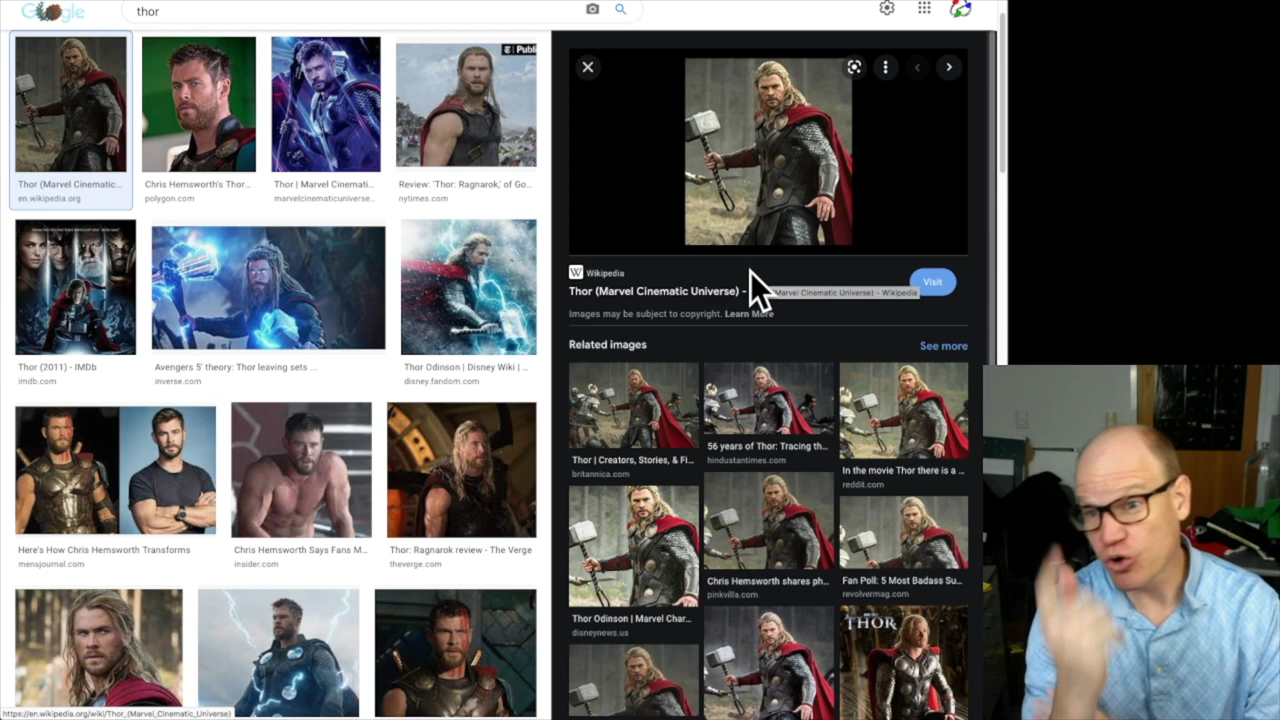 Google
thor
Publi
Thor (Marvel Cinematic...
en.wikipedia.org
Chris Hemsworth's Thor...
polygon.com
Thor | Marvel Cinemati...
marvelcinematicuniverse...
Review: 'Thor: Ragnarok,' of Go...
nytimes.com
Thor (2011) - IMDb
imdb.com
Avengers 5' theory: Thor leaving sets ...
inverse.com
Thor Odinson | Disney Wiki | ...
disney.fandom.com
Here's How Chris Hemsworth Transforms
mensjournal.com
Chris Hemsworth Says Fans M...
insider.com
Thor: Ragnarok review - The Verge
theverge.com
https://en.wikipedia.org/wiki/Thor_(Marvel_Cinematic_Universe)
W Wikipedia
Thor (Marvel Cinematic Universe) -
Marvel Cinematic Universe) - Wikipedia
Visit
Images may be subject to copyright. Learn More
Related images
See more
Thor | Creators, Stories, & Fi...
britannica.com
56 years of Thor: Tracing th...
hindustantimes.com
In the movie Thor there is a ...
reddit.com
Thor Odinson | Marvel Char...
disneynews.us
Chris Hemsworth shares ph...
pinkvilla.com
Fan Poll: 5 Most Badass Su...
revolvermag.com
THOR